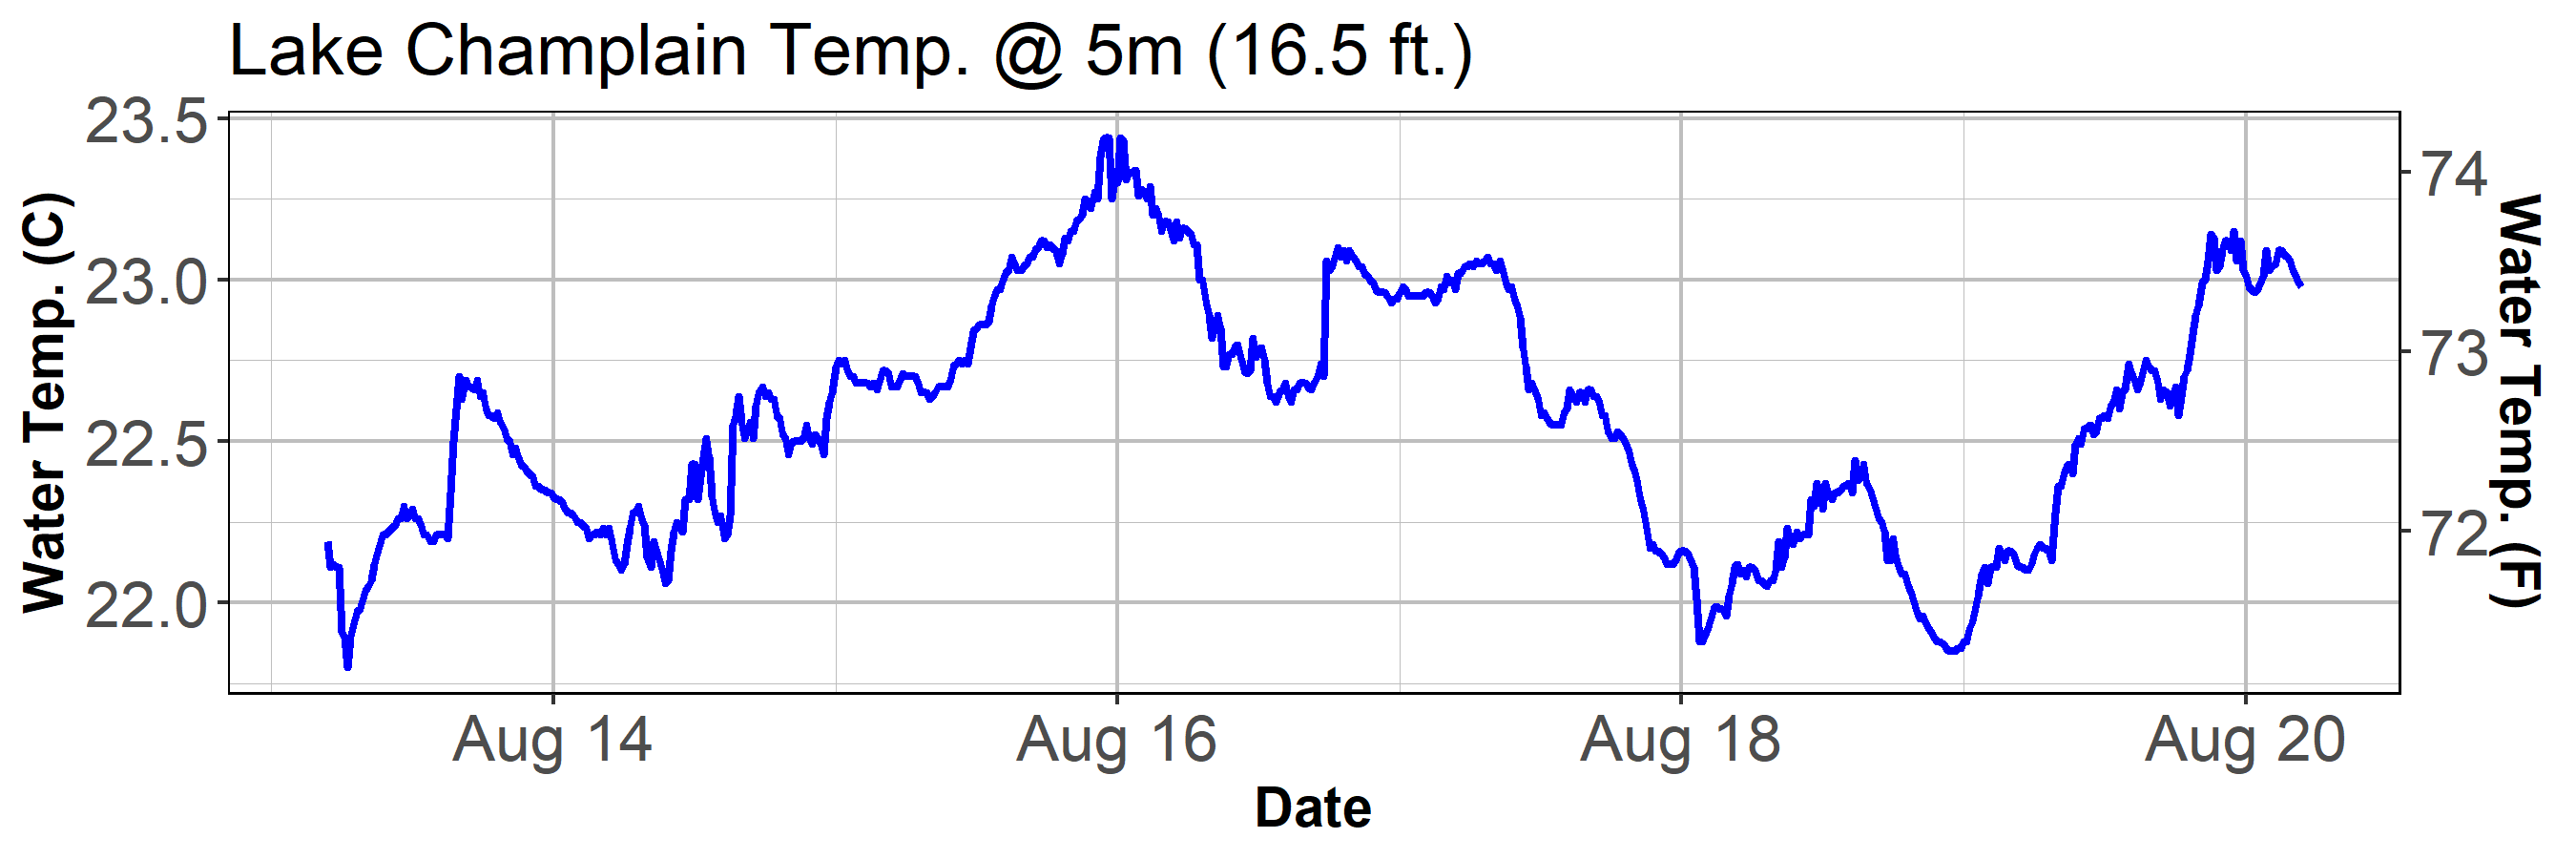 Lake Champlain Temp. @ 5m (16.5 ft.)
Water Temp. (C)
23.5
23.0
22.5
22.0
74
73
72
Water Temp. (F)
Aug 14 Aug 16 Aug 18 Aug 20
Date